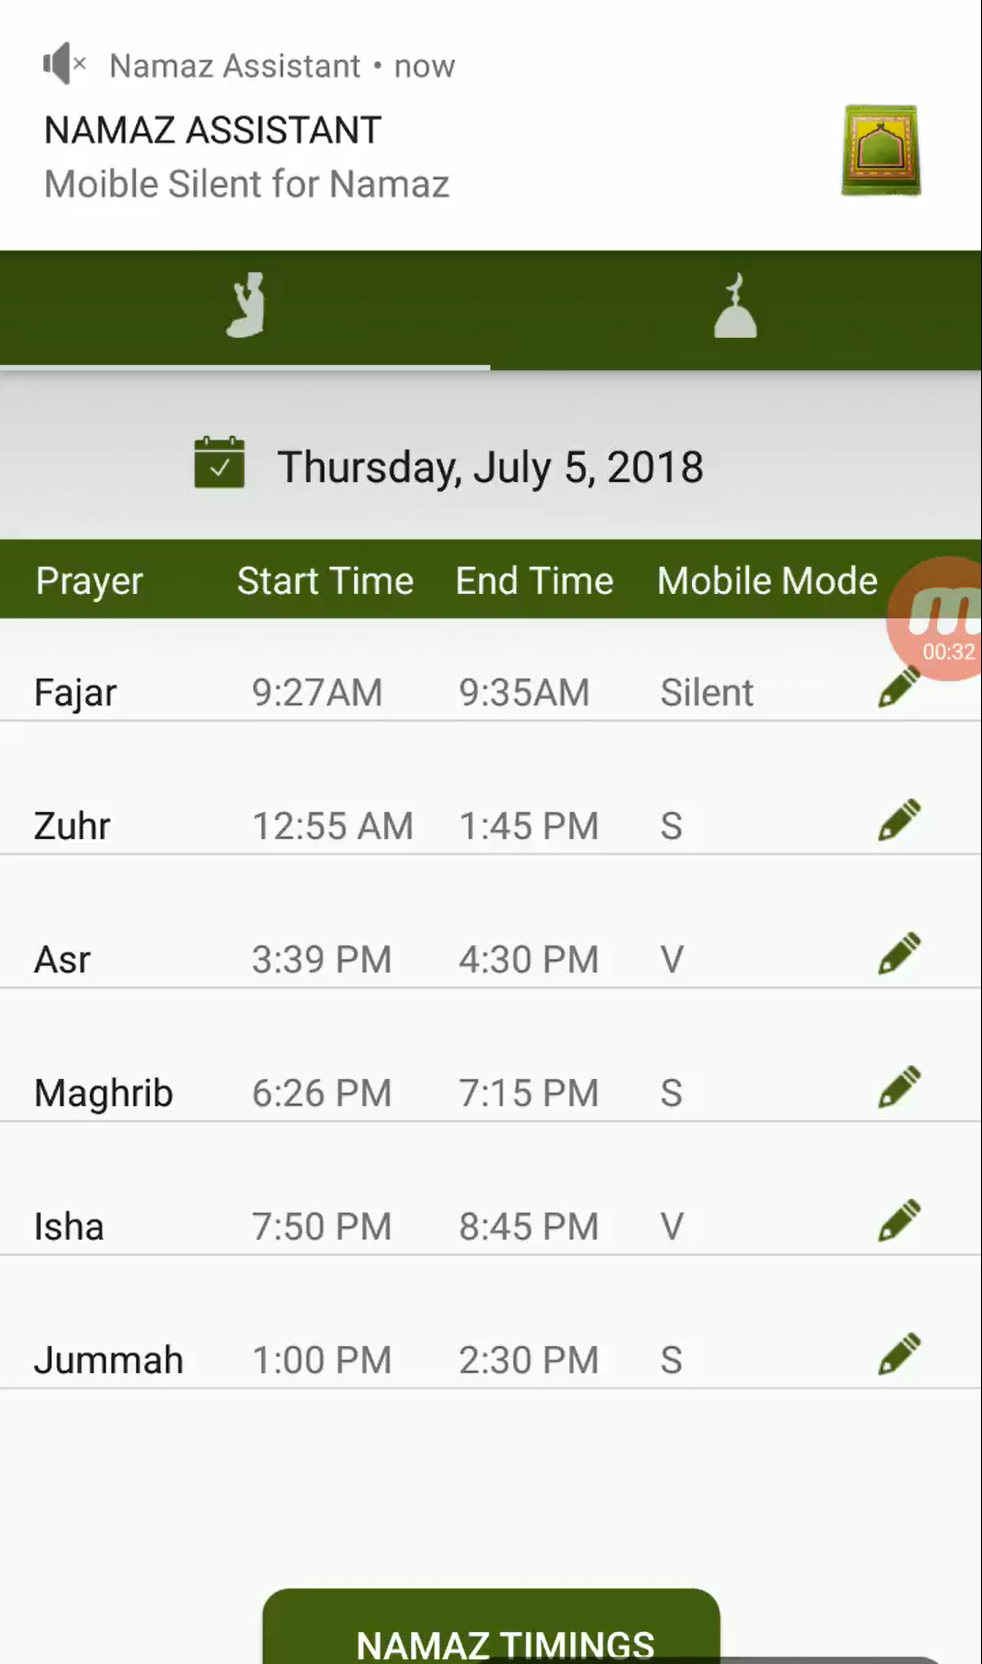 Namaz Assistant • now
NAMAZ ASSISTANT
Moible Silent for Namaz
Thursday, July 5, 2018
Prayer Start Time End Time Mobile Mode
00:32
Fajar 9:27AM 9:35AM Silent
Zuhr 12:55 AM 1:45 PM S
Asr 3:39 PM 4:30 PM V
Maghrib 6:26 PM 7:15 PM S
Isha 7:50 PM 8:45 PM V
Jummah 1:00 PM 2:30 PM S
NAMAZ TIMINGS